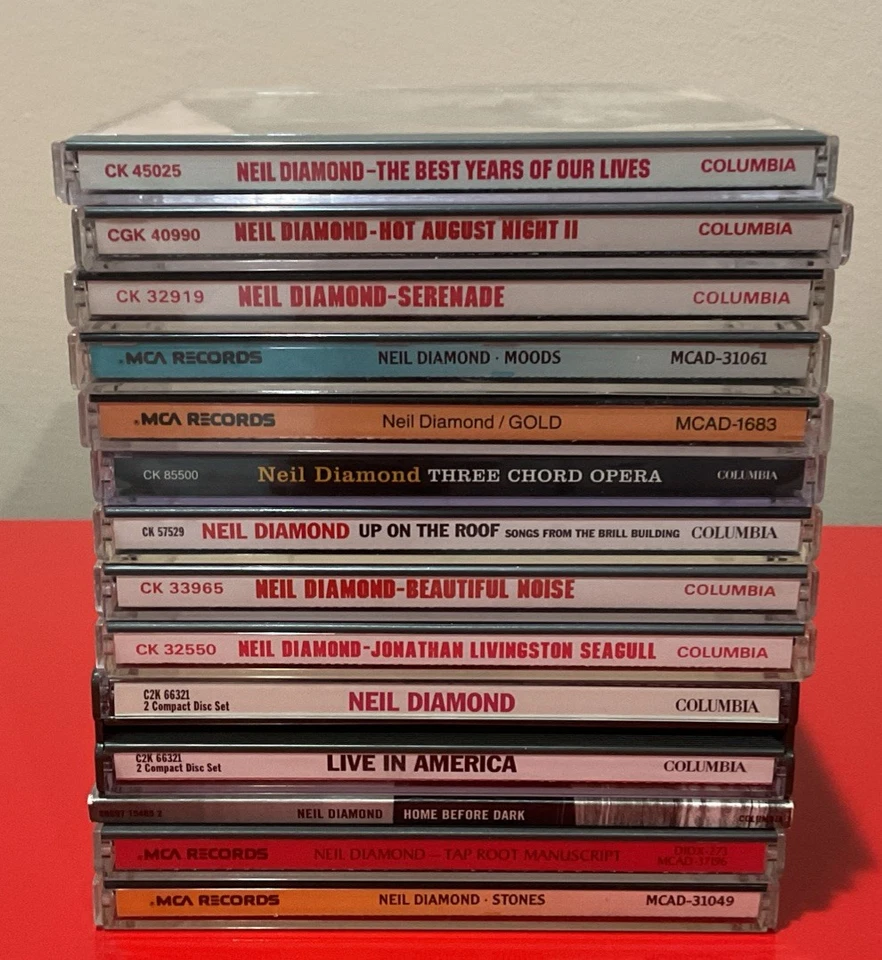 CK 45025 NEIL DIAMOND-THE BEST YEARS OF OUR LIVES COLUMBIA
CGK 40990 NEIL DIAMOND-HOT AUGUST NIGHT II COLUMBIA
CK 32919 NEIL DIAMOND-SERENADE COLUMBIA
MCA RECORDS NEIL DIAMOND · MOODS MCAD-31061
MCA RECORDS Neil Diamond / GOLD MCAD-1683
CK 85500 Neil Diamond THREE CHORD OPERA COLUMBIA
CK 57529 NEIL DIAMOND UP ON THE ROOF SONGS FROM THE BRILL BUILDING COLUMBIA
CK 33965 NEIL DIAMOND-BEAUTIFUL NOISE COLUMBIA
CK 32550 NEIL DIAMOND-JONATHAN LIVINGSTON SEAGULL COLUMBIA
C2K 66321
2 Compact Disc Set NEIL DIAMOND COLUMBIA
C2K 66321
2 Compact Disc Set LIVE IN AMERICA COLUMBIA
NEIL DIAMOND HOME BEFORE DARK COLUMBIA
MCA RECORDS NEIL DIAMOND—TAP ROOT MANUSCRIPT
MCA RECORDS NEIL DIAMOND · STONES MCAD-31049